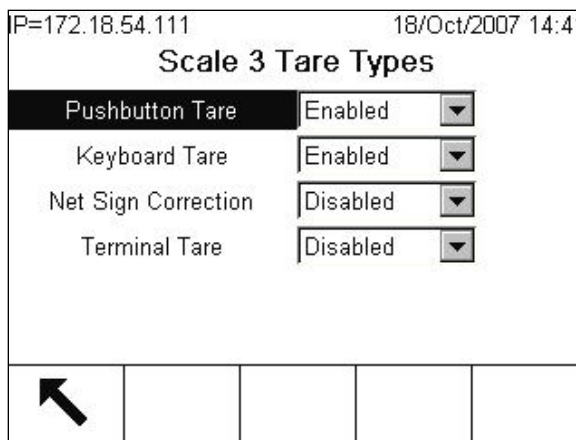 IP=172.18.54.111 18/Oct/2007 14:4
Scale 3 Tare Types
Pushbutton Tare Enabled
Keyboard Tare Enabled
Net Sign Correction Disabled
Terminal Tare Disabled